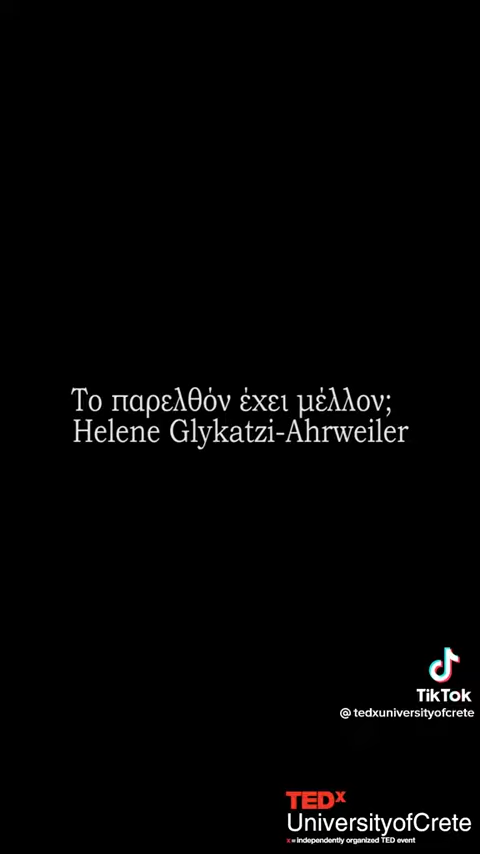 Το παρελθόν έχει μέλλον;
Helene Glykatzi-Ahrweiler
TikTok
@tedxuniversityofcrete
TEDx
UniversityofCrete
x = independently organized TED event